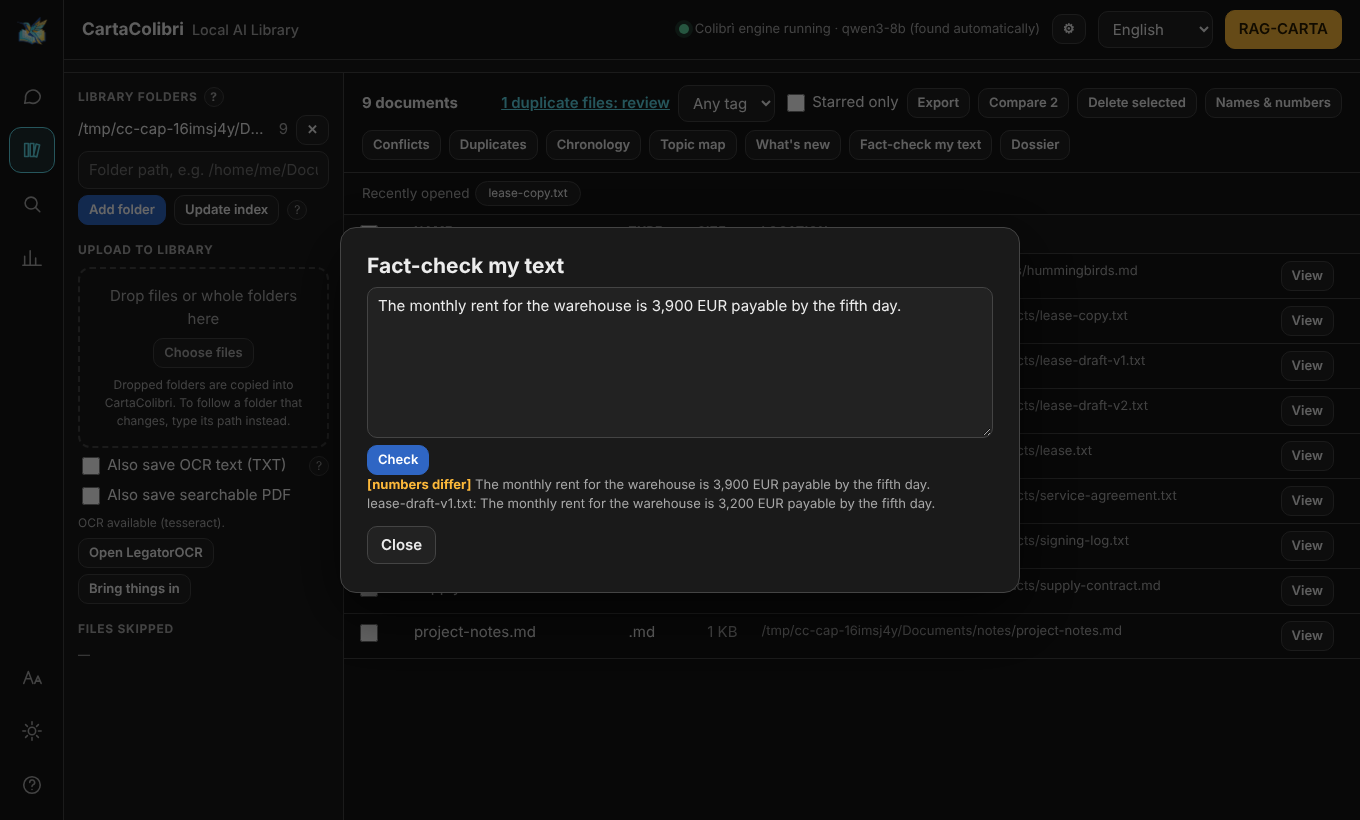 CartaColibri Local AI Library
Colibrì engine running · qwen3-8b (found automatically)
⚙
English
RAG-CARTA
LIBRARY FOLDERS ?
/tmp/cc-cap-16imsj4y/D... 9 ✕
Folder path, e.g. /home/me/Docu
Add folder
Update index
?
UPLOAD TO LIBRARY
Drop files or whole folders
here
Choose files
Dropped folders are copied into
CartaColibri. To follow a folder that
changes, type its path instead.
Also save OCR text (TXT) ?
Also save searchable PDF
OCR available (tesseract).
Open LegatorOCR
Bring things in
FILES SKIPPED
—
9 documents
1 duplicate files: review
Any tag
Starred only
Export
Compare 2
Delete selected
Names & numbers
Conflicts
Duplicates
Chronology
Topic map
What's new
Fact-check my text
Dossier
Recently opened lease-copy.txt
Fact-check my text
The monthly rent for the warehouse is 3,900 EUR payable by the fifth day.
Check
[numbers differ] The monthly rent for the warehouse is 3,900 EUR payable by the fifth day.
lease-draft-v1.txt: The monthly rent for the warehouse is 3,200 EUR payable by the fifth day.
Close
s/hummingbirds.md View
cts/lease-copy.txt View
cts/lease-draft-v1.txt View
cts/lease-draft-v2.txt View
cts/lease.txt View
cts/service-agreement.txt View
cts/signing-log.txt View
cts/supply-contract.md View
project-notes.md .md 1 KB /tmp/cc-cap-16imsj4y/Documents/notes/project-notes.md View
AA
?